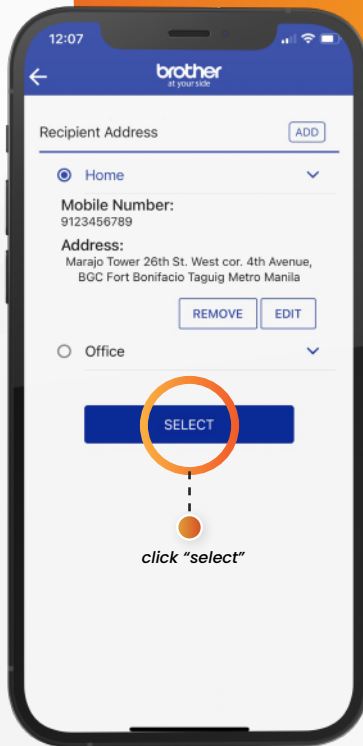 12:07
brother
at your side
Recipient Address
ADD
Home
Mobile Number:
9123456789
Address:
Marajo Tower 26th St. West cor. 4th Avenue,
BGC Fort Bonifacio Taguig Metro Manila
REMOVE EDIT
Office
SELECT
click “select”